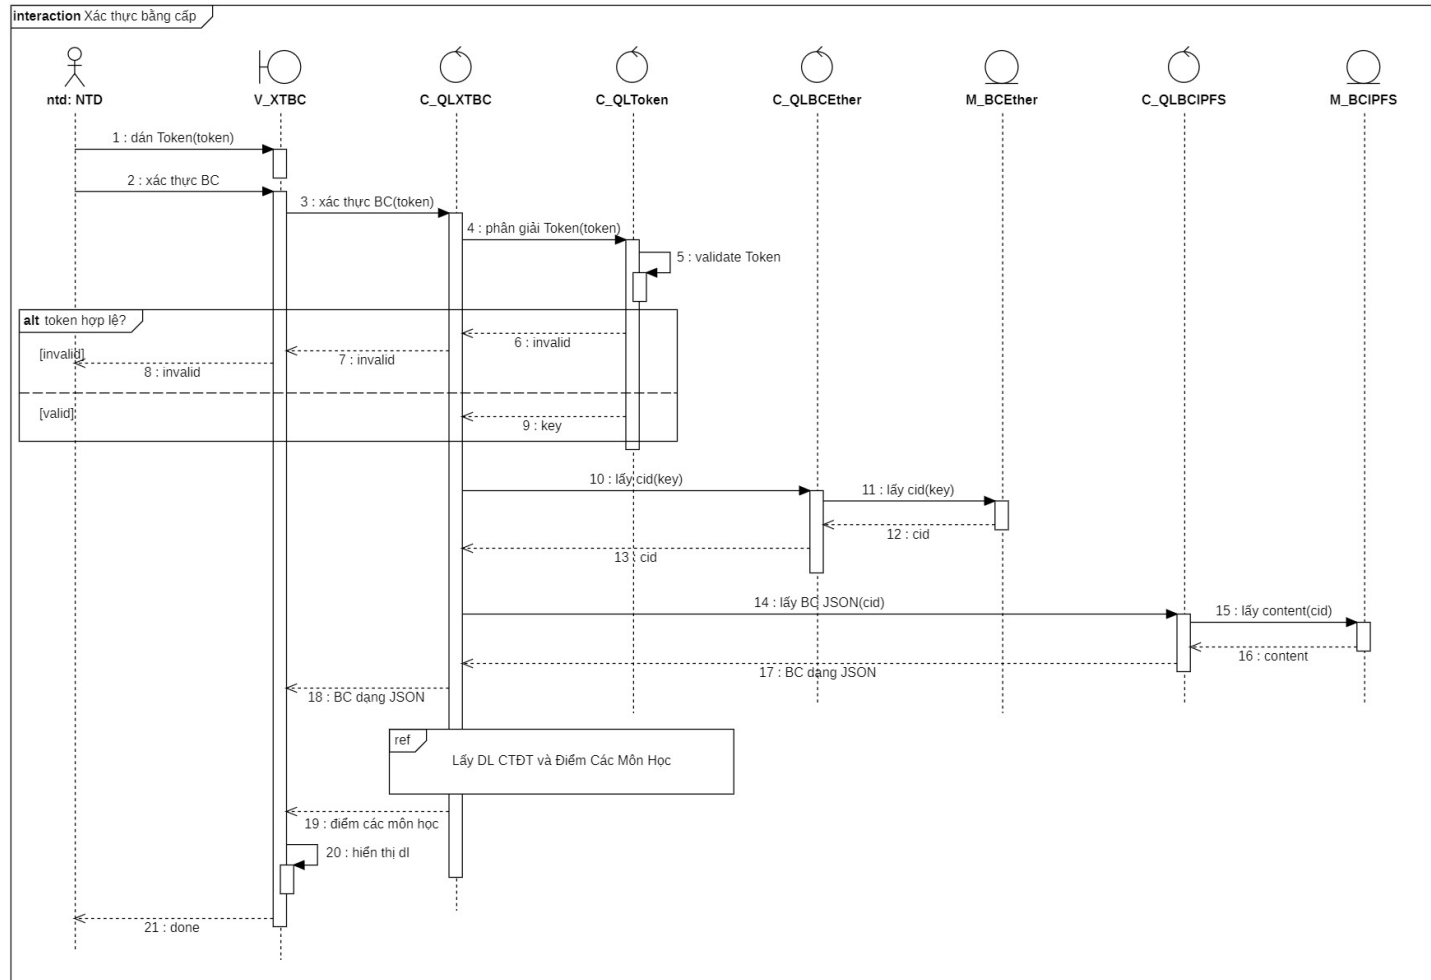 interaction Xác thực bằng cấp
ntd: NTD
V_XTBC
C_QLXTBC
C_QLToken
C_QLBCEther
M_BCEther
C_QLBCIPFS
M_BCIPFS
1 : dán Token(token)
2 : xác thực BC
3 : xác thực BC(token)
4 : phân giải Token(token)
5 : validate Token
alt token hợp lệ?
6 : invalid
[invalid]
7 : invalid
8 : invalid
[valid]
9 : key
10 : lấy cid(key)
11 : lấy cid(key)
12 : cid
13 : cid
14 : lấy BC JSON(cid)
15 : lấy content(cid)
16 : content
17 : BC dạng JSON
18 : BC dạng JSON
ref
Lấy DL CTĐT và Điểm Các Môn Học
19 : điểm các môn học
20 : hiển thị dl
21 : done